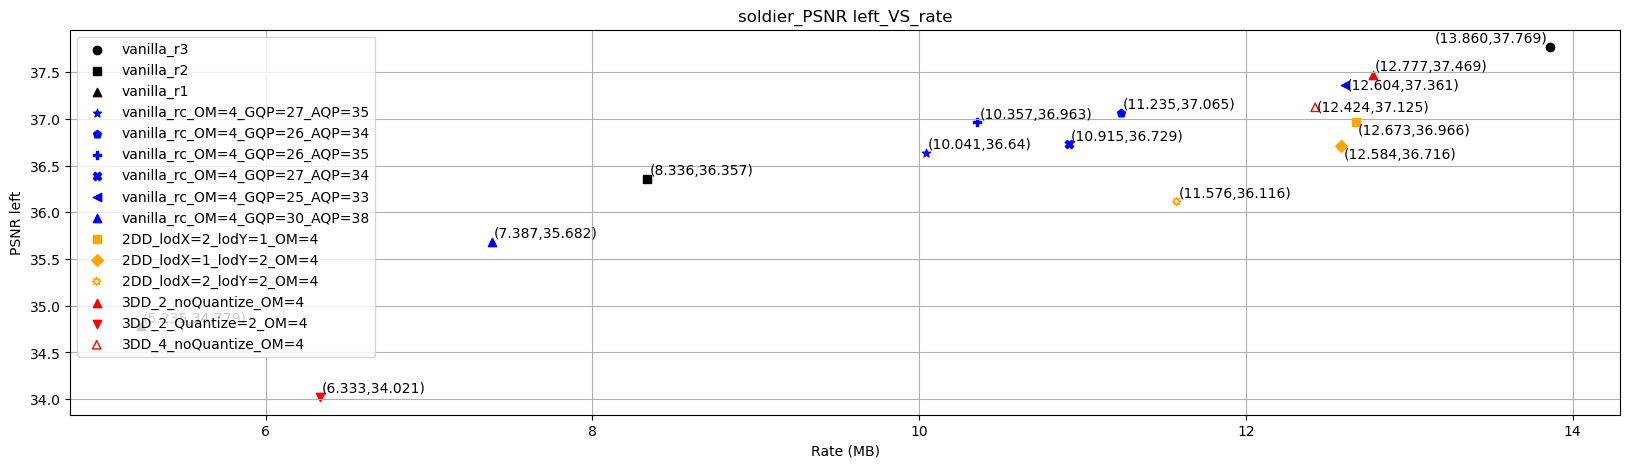 soldier_PSNR left_VS_rate
vanilla_r3
vanilla_r2
vanilla_r1
vanilla_rc_OM=4_GQP=27_AQP=35
vanilla_rc_OM=4_GQP=26_AQP=34
vanilla_rc_OM=4_GQP=26_AQP=35
vanilla_rc_OM=4_GQP=27_AQP=34
vanilla_rc_OM=4_GQP=25_AQP=33
vanilla_rc_OM=4_GQP=30_AQP=38
2DD_lodX=2_lodY=1_OM=4
2DD_lodX=1_lodY=2_OM=4
2DD_lodX=2_lodY=2_OM=4
3DD_2_noQuantize_OM=4
3DD_2_Quantize=2_OM=4
3DD_4_noQuantize_OM=4
(13.860,37.769)
(12.777,37.469)
(12.604,37.361)
(12.424,37.125)
(11.235,37.065)
(10.357,36.963)
(12.673,36.966)
(10.915,36.729)
(10.041,36.64)
(12.584,36.716)
(8.336,36.357)
(11.576,36.116)
(7.387,35.682)
(5.235,34.779)
(6.333,34.021)
37.5
37.0
36.5
36.0
35.5
35.0
34.5
34.0
PSNR left
6
8
10
12
14
Rate (MB)